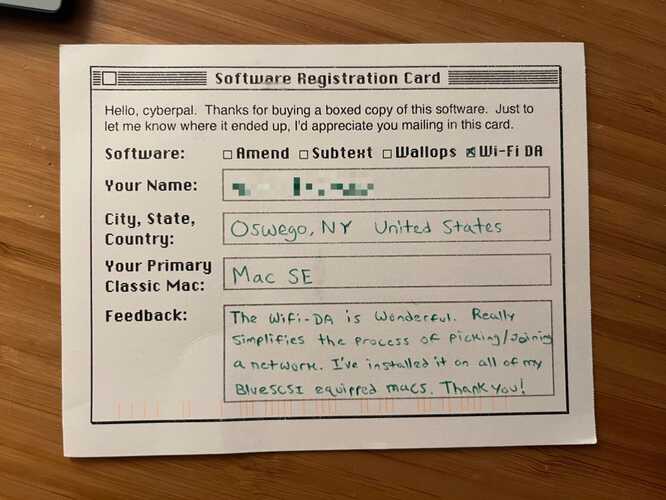 Software Registration Card
Hello, cyberpal. Thanks for buying a boxed copy of this software. Just to
let me know where it ended up, I'd appreciate you mailing in this card.
Software: Amend Subtext Wallops Wi-Fi DA
Your Name:
City, State,
Country:
Oswego, NY United States
Your Primary
Classic Mac:
Mac SE
Feedback:
The WiFi-DA is Wonderful. Really
simplifies the process of picking/joining
a network. I've installed it on all of my
BlueSCSI equipped macs. Thank you!